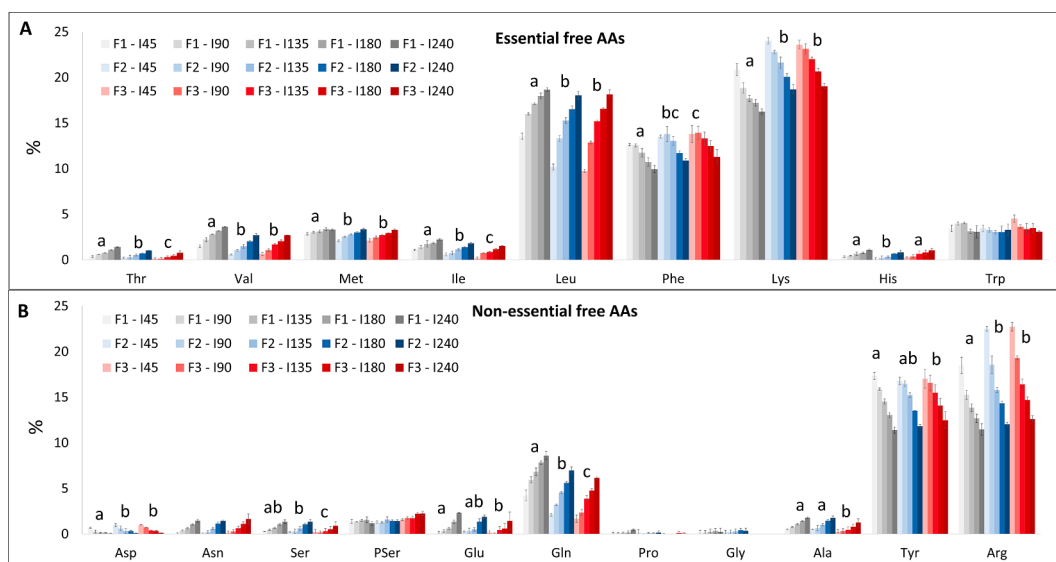 A
Essential free AAs
F1 - I45 F1 - I90 F1 - I135 F1 - I180 F1 - I240
F2 - I45 F2 - I90 F2 - I135 F2 - I180 F2 - I240
F3 - I45 F3 - I90 F3 - I135 F3 - I180 F3 - I240
25
20
15
10
5
0
%
a b c a b b a b b a b c a b b a bc c a b b a b b
Thr Val Met Ile Leu Phe Lys His Trp
B
Non-essential free AAs
F1 - I45 F1 - I90 F1 - I135 F1 - I180 F1 - I240
F2 - I45 F2 - I90 F2 - I135 F2 - I180 F2 - I240
F3 - I45 F3 - I90 F3 - I135 F3 - I180 F3 - I240
25
20
15
10
5
0
%
a b b a b c a ab b a b c a a b a ab b a b b
Asp Asn Ser PSer Glu Gln Pro Gly Ala Tyr Arg